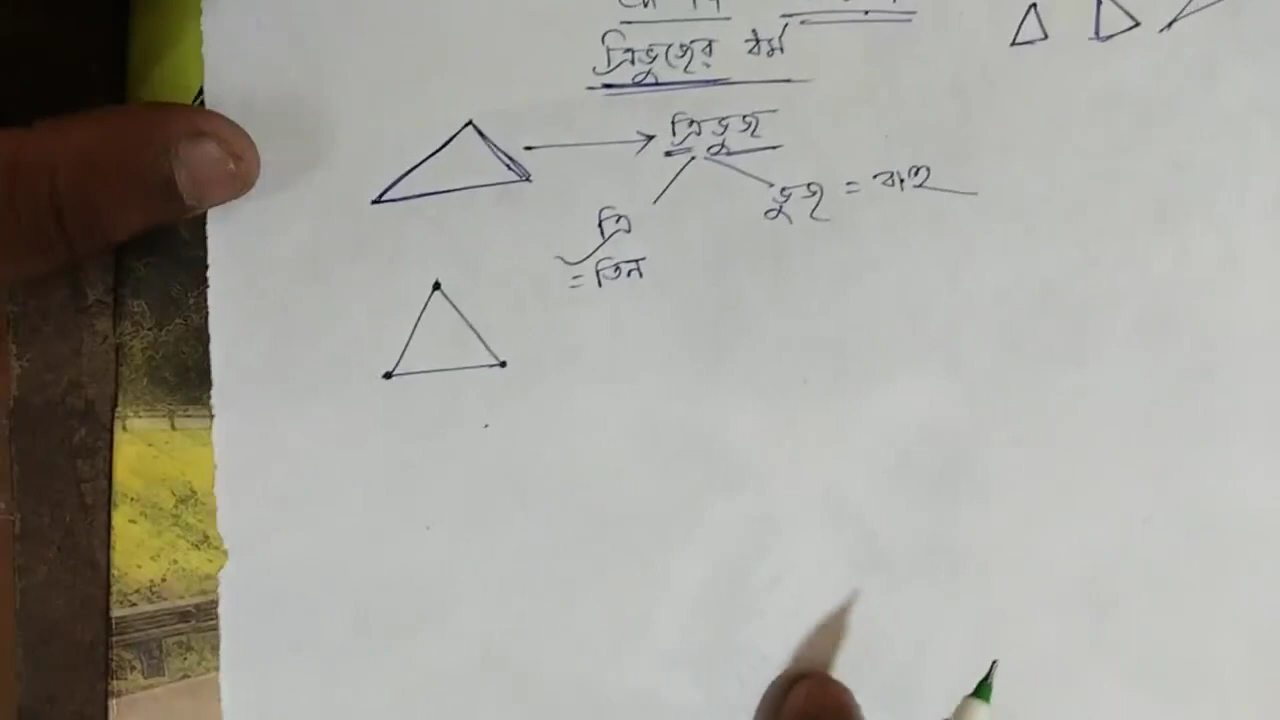 ত্রিভুজের ধর্ম
ত্রিভুজ
ভুজ = বাহু
ত্রি
= তিন